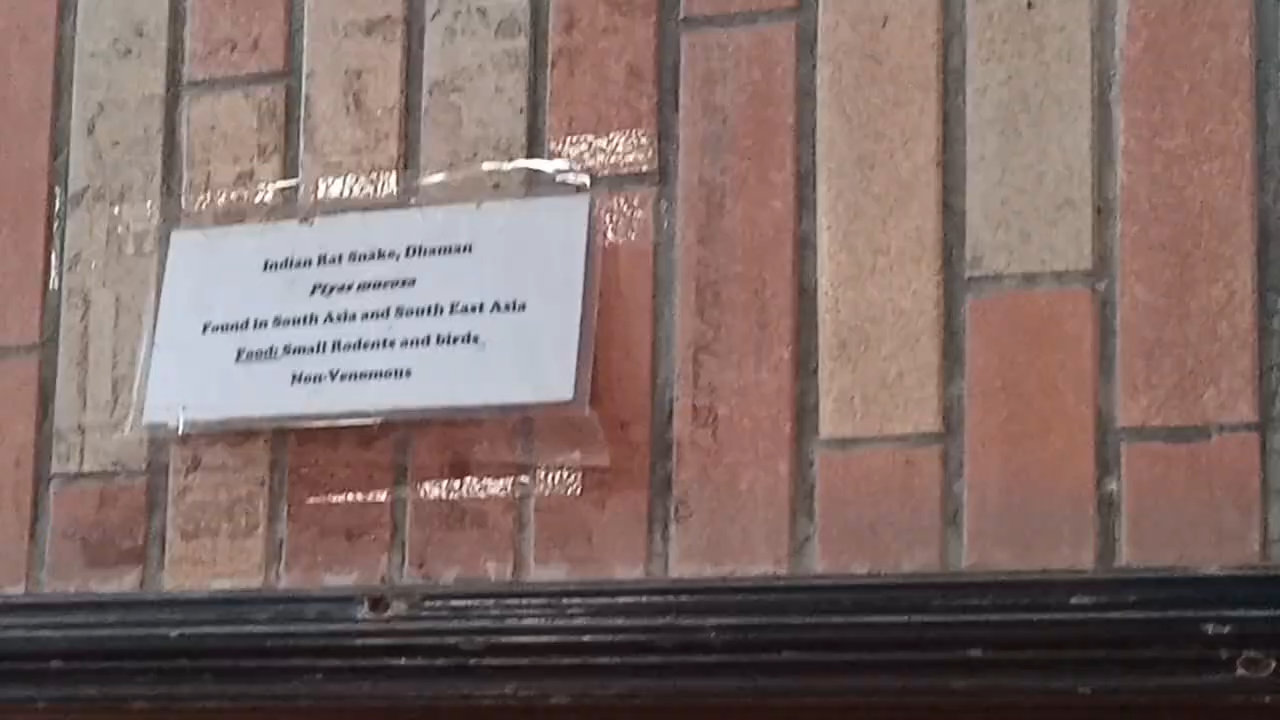 Indian Rat Snake, Dhaman
Ptyas mucosa
Found in South Asia and South East Asia
Food: Small Rodents and birds
Non-Venomous